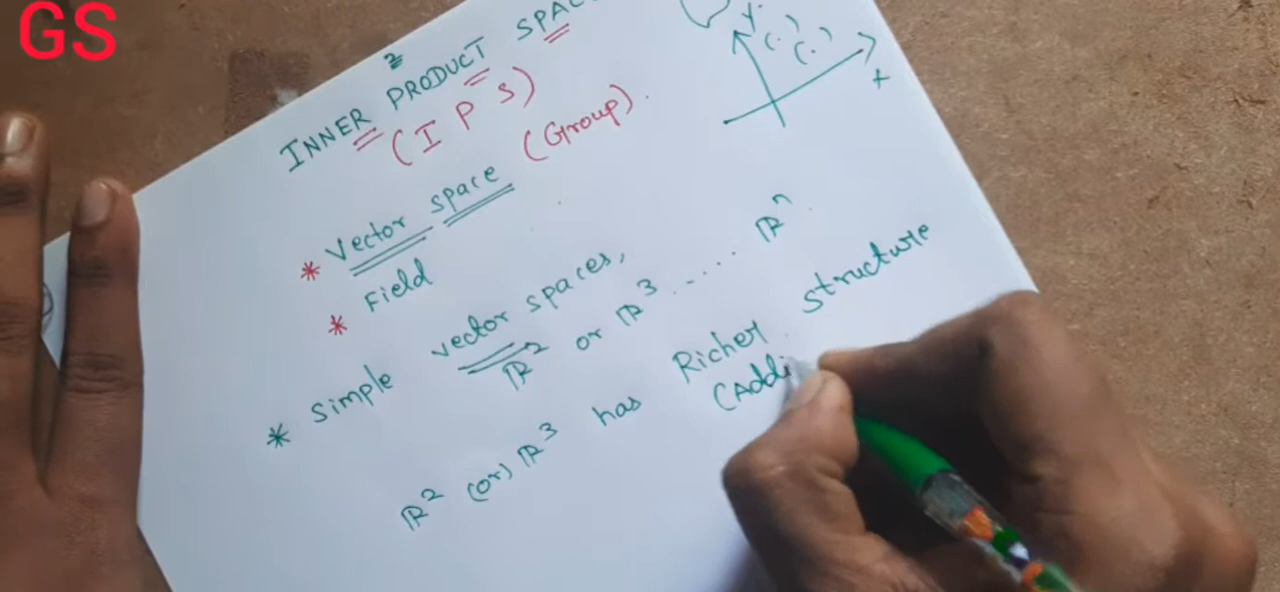 GS
INNER PRODUCT SPAC
(I P S)
* Vector space (Group).
* Field
* Simple vector spaces,
ℝ² or ℝ³ .... ℝⁿ
ℝ² (or) ℝ³ has Richer structure
(Addi
y
(.)
(.)
x